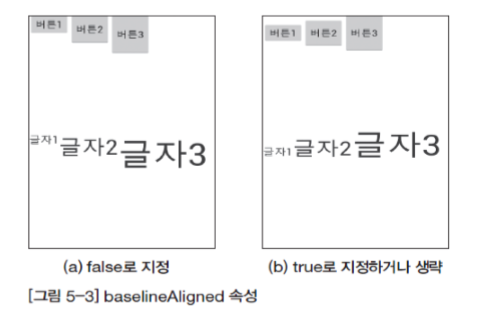 버튼1 버튼2 버튼3
글자1 글자2 글자3
(a) false로 지정
버튼1 버튼2 버튼3
글자1 글자2 글자3
(b) true로 지정하거나 생략
[그림 5-3] baselineAligned 속성